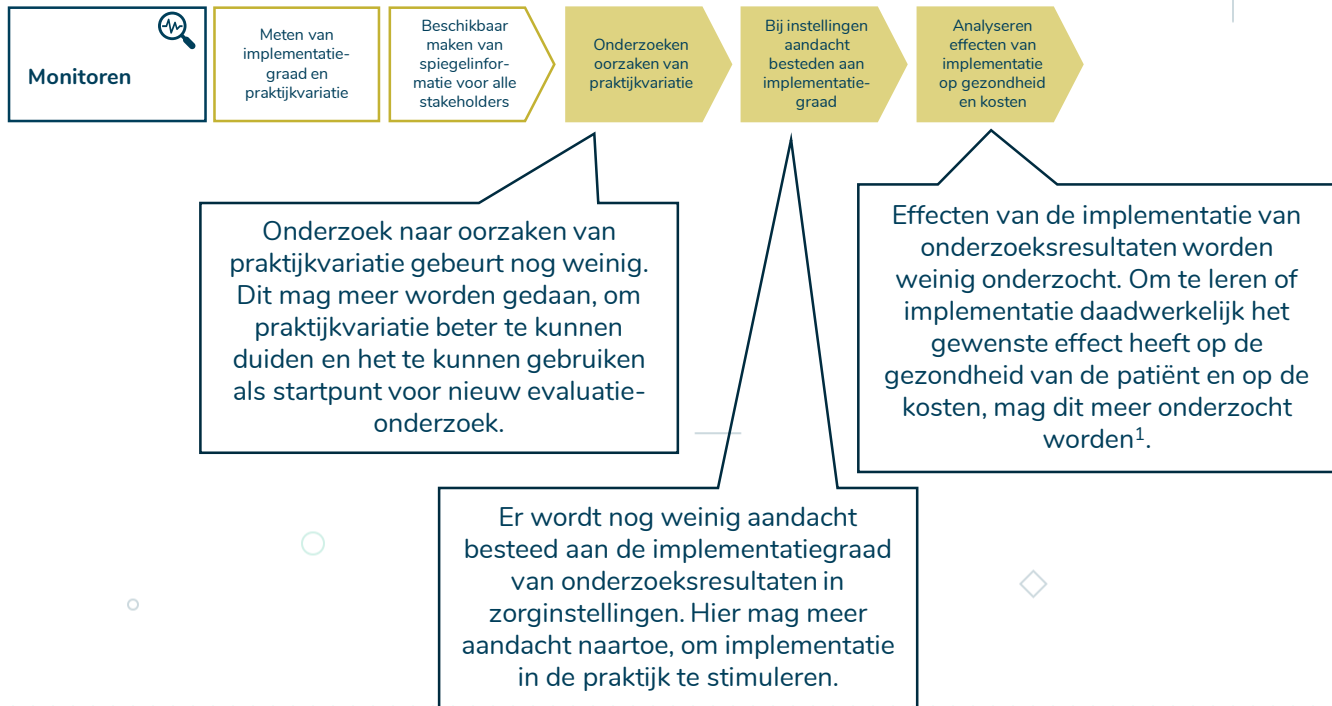 Monitoren
Meten van
implementatie-
graad en
praktijkvariatie
Beschikbaar
maken van
spiegelinfor-
matie voor alle
stakeholders
Onderzoeken
oorzaken van
praktijkvariatie
Bij instellingen
aandacht
besteden aan
implementatie-
graad
Analyseren
effecten van
implementatie
op gezondheid
en kosten
Onderzoek naar oorzaken van
praktijkvariatie gebeurt nog weinig.
Dit mag meer worden gedaan, om
praktijkvariatie beter te kunnen
duiden en het te kunnen gebruiken
als startpunt voor nieuw evaluatie-
onderzoek.
Effecten van de implementatie van
onderzoeksresultaten worden
weinig onderzocht. Om te leren of
implementatie daadwerkelijk het
gewenste effect heeft op de
gezondheid van de patiënt en op de
kosten, mag dit meer onderzocht
worden¹.
Er wordt nog weinig aandacht
besteed aan de implementatiegraad
van onderzoeksresultaten in
zorginstellingen. Hier mag meer
aandacht naartoe, om implementatie
in de praktijk te stimuleren.